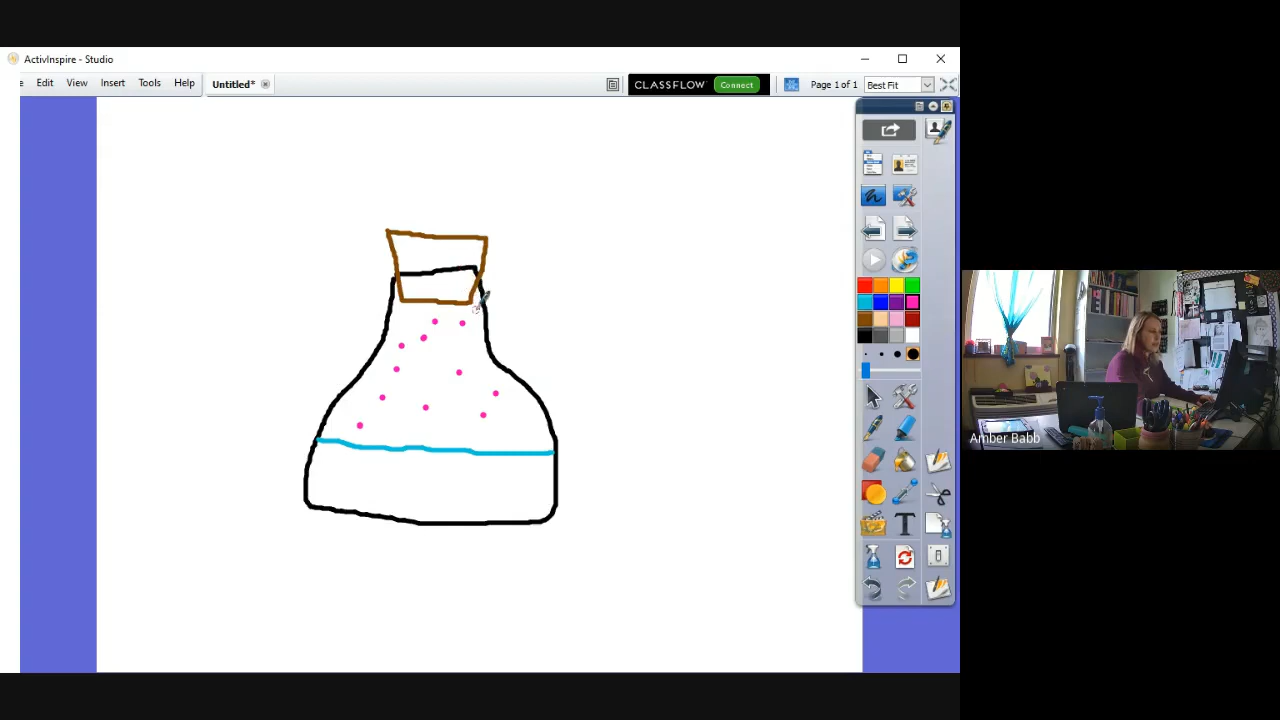 ActivInspire - Studio
e Edit View Insert Tools Help Untitled* CLASSFLOW Connect Page 1 of 1 Best Fit
Amber Babb